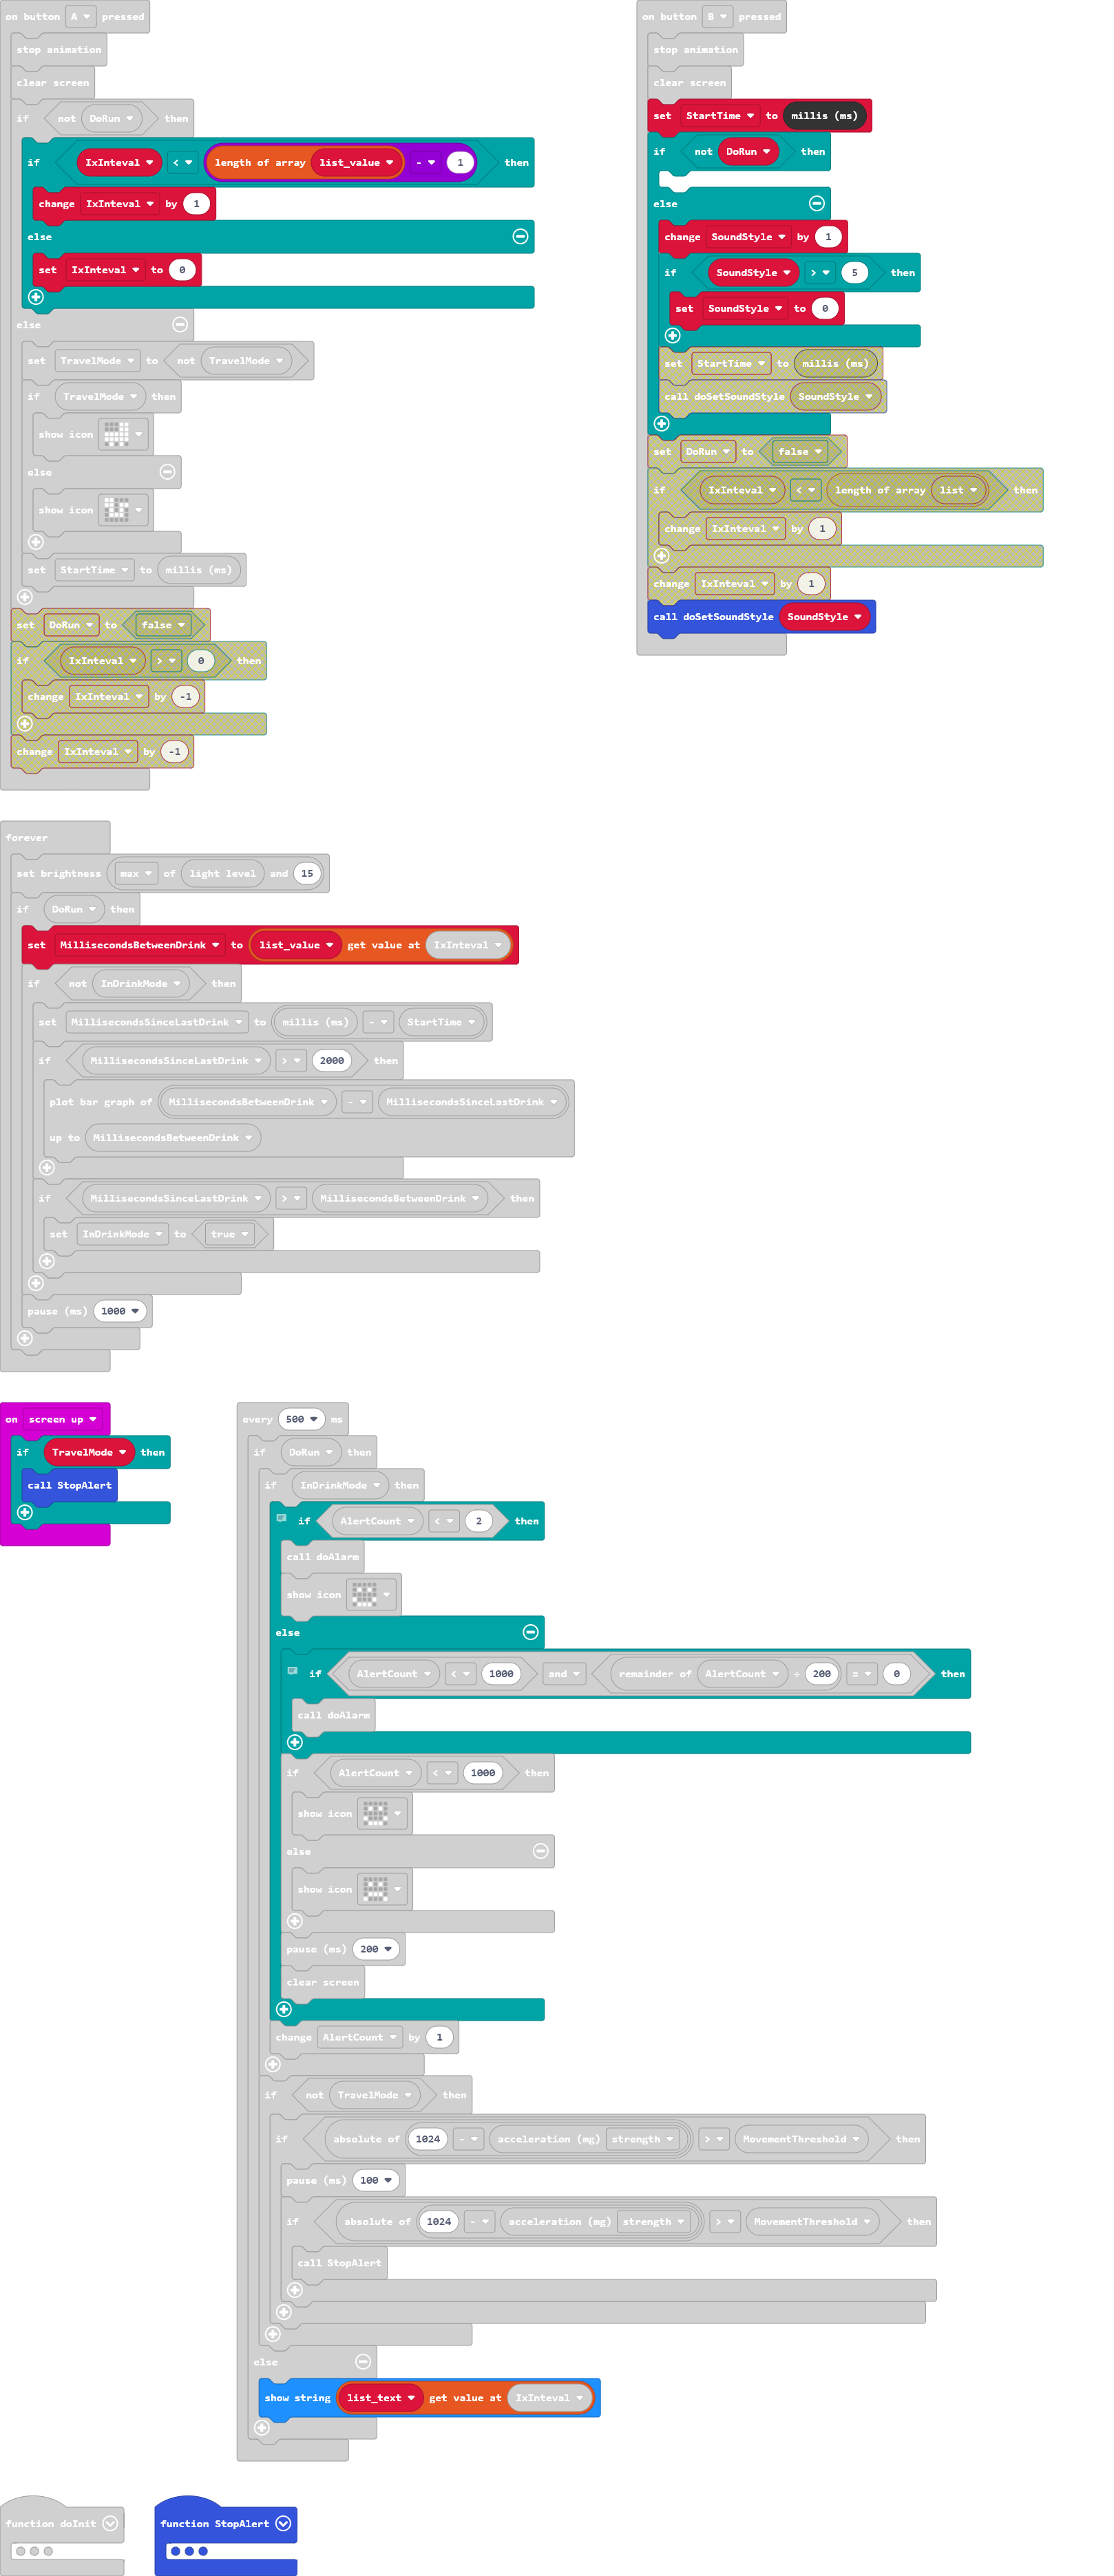 on button A pressed
stop animation
clear screen
if not DoRun then
if IxInteval < length of array list_value - 1 then
change IxInteval by 1
else
set IxInteval to 0
else
set TravelMode to not TravelMode
if TravelMode then
show icon
else
show icon
set StartTime to millis (ms)
set DoRun to false
if IxInteval > 0 then
change IxInteval by -1
change IxInteval by -1
on button B pressed
stop animation
clear screen
set StartTime to millis (ms)
if not DoRun then
else
change SoundStyle by 1
if SoundStyle > 5 then
set SoundStyle to 0
set StartTime to millis (ms)
call doSetSoundStyle SoundStyle
set DoRun to false
if IxInteval < length of array list then
change IxInteval by 1
change IxInteval by 1
call doSetSoundStyle SoundStyle
forever
set brightness max of light level and 15
if DoRun then
set MillisecondsBetweenDrink to list_value get value at IxInteval
if not InDrinkMode then
set MillisecondsSinceLastDrink to millis (ms) - StartTime
if MillisecondsSinceLastDrink > 2000 then
plot bar graph of MillisecondsBetweenDrink - MillisecondsSinceLastDrink
up to MillisecondsBetweenDrink
if MillisecondsSinceLastDrink > MillisecondsBetweenDrink then
set InDrinkMode to true
pause (ms) 1000
on screen up
if TravelMode then
call StopAlert
every 500 ms
if DoRun then
if InDrinkMode then
if AlertCount < 2 then
call doAlarm
show icon
else
if AlertCount < 1000 and remainder of AlertCount ÷ 200 = 0 then
call doAlarm
if AlertCount < 1000 then
show icon
else
show icon
pause (ms) 200
clear screen
change AlertCount by 1
if not TravelMode then
if absolute of 1024 - acceleration (mg) strength > MovementThreshold then
pause (ms) 100
if absolute of 1024 - acceleration (mg) strength > MovementThreshold then
call StopAlert
else
show string list_text get value at IxInteval
function doInit
function StopAlert